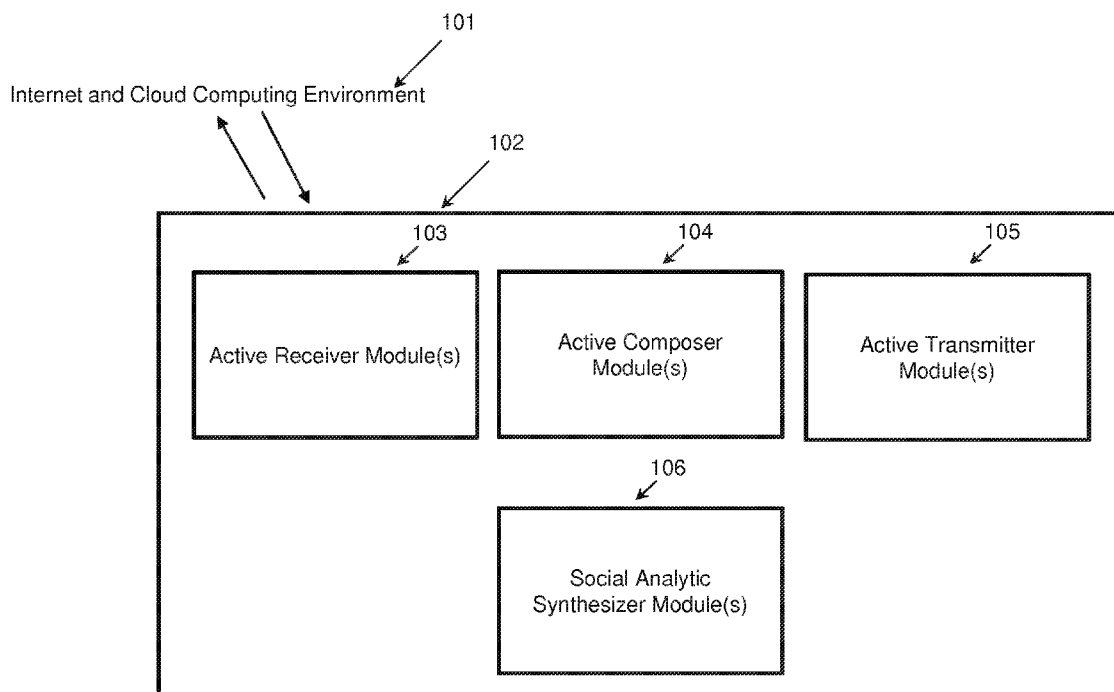 101
Internet and Cloud Computing Environment
102
103
104
105
Active Receiver Module(s)
Active Composer
Module(s)
Active Transmitter
Module(s)
106
Social Analytic
Synthesizer Module(s)